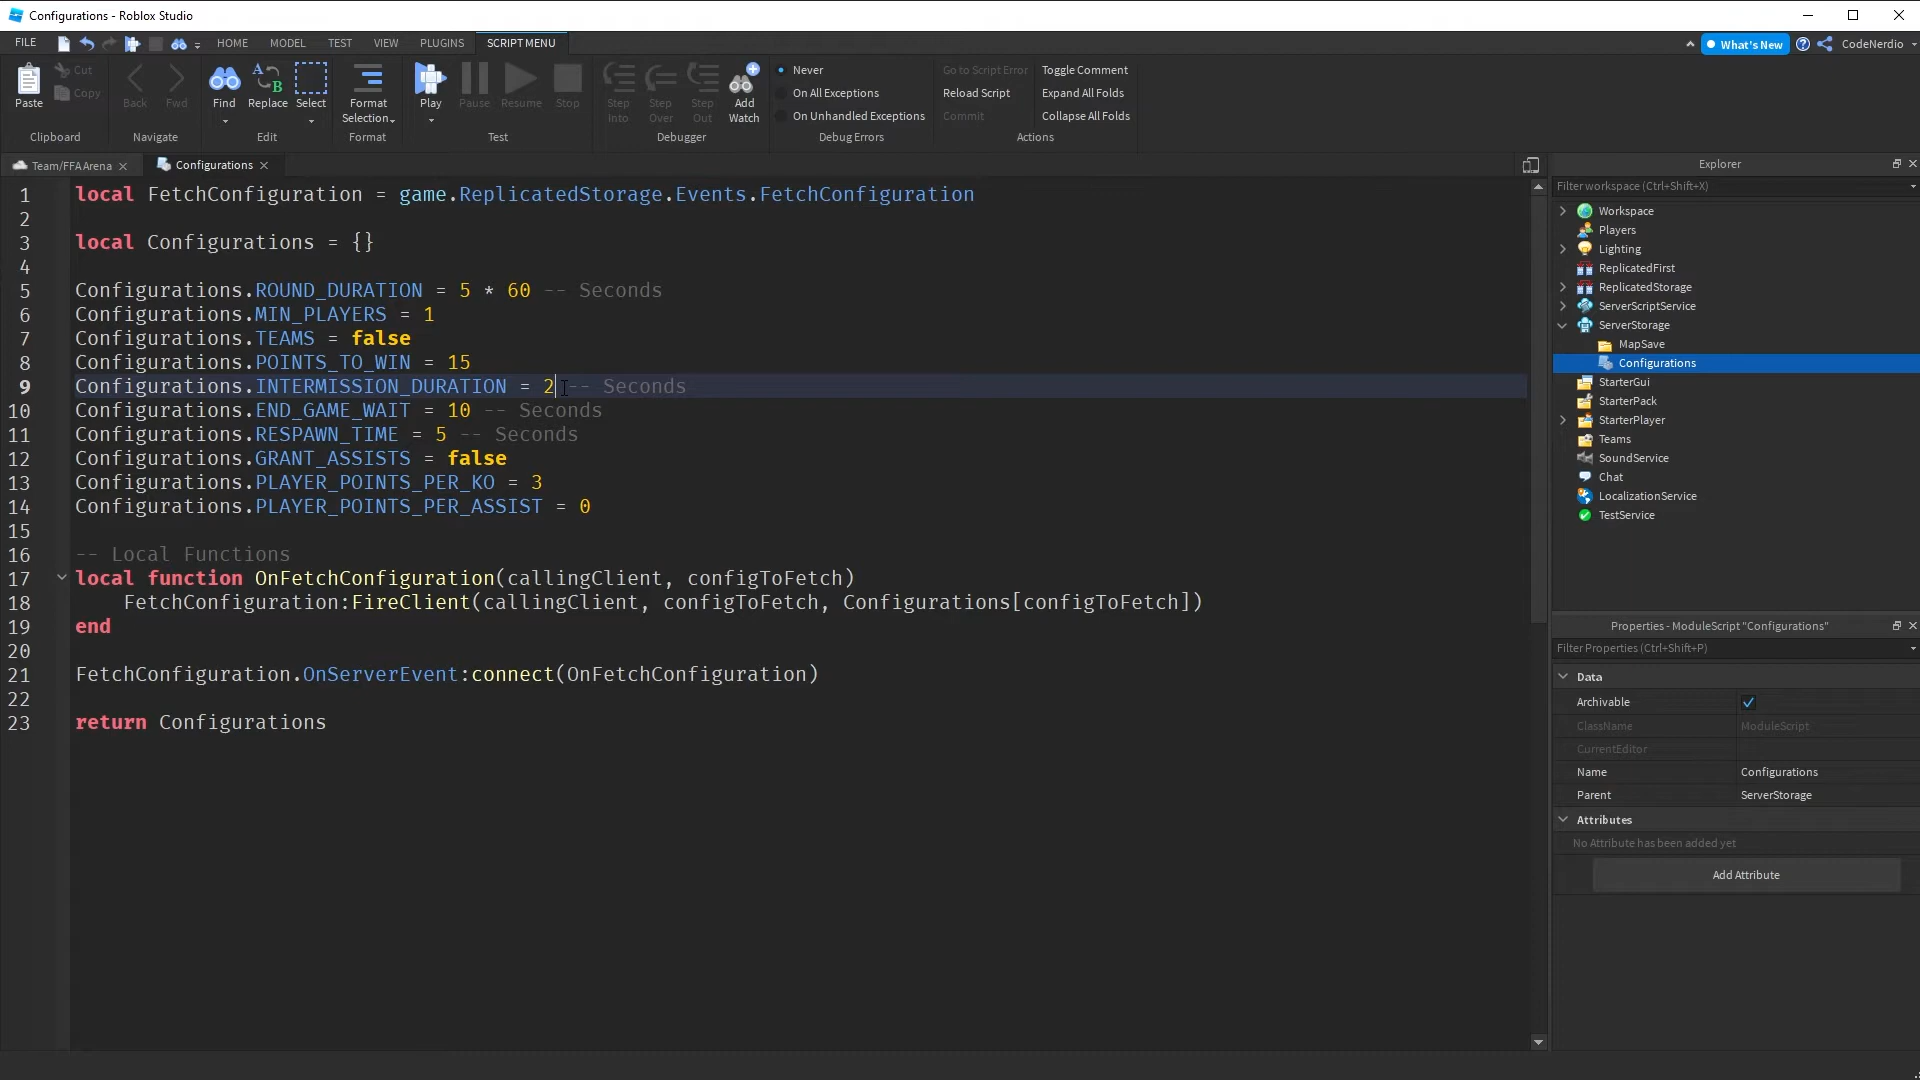 Configurations - Roblox Studio
FILE HOME MODEL TEST VIEW PLUGINS SCRIPT MENU What's New CodeNerdio
Paste Cut Copy Back Fwd Find Replace Select Format Selection Play Pause Resume Stop Step Into Step Over Step Out Add Watch
Never Go to Script Error Toggle Comment
On All Exceptions Reload Script Expand All Folds
On Unhandled Exceptions Commit Collapse All Folds
Clipboard Navigate Edit Format Test Debugger Debug Errors Actions
Team/FFA Arena Configurations
1 local FetchConfiguration = game.ReplicatedStorage.Events.FetchConfiguration
2
3 local Configurations = {}
4
5 Configurations.ROUND_DURATION = 5 * 60 -- Seconds
6 Configurations.MIN_PLAYERS = 1
7 Configurations.TEAMS = false
8 Configurations.POINTS_TO_WIN = 15
9 Configurations.INTERMISSION_DURATION = 2 -- Seconds
10 Configurations.END_GAME_WAIT = 10 -- Seconds
11 Configurations.RESPAWN_TIME = 5 -- Seconds
12 Configurations.GRANT_ASSISTS = false
13 Configurations.PLAYER_POINTS_PER_KO = 3
14 Configurations.PLAYER_POINTS_PER_ASSIST = 0
15
16 -- Local Functions
17 local function OnFetchConfiguration(callingClient, configToFetch)
18 FetchConfiguration:FireClient(callingClient, configToFetch, Configurations[configToFetch])
19 end
20
21 FetchConfiguration.OnServerEvent:connect(OnFetchConfiguration)
22
23 return Configurations
Explorer
Filter workspace (Ctrl+Shift+X)
Workspace
Players
Lighting
ReplicatedFirst
ReplicatedStorage
ServerScriptService
ServerStorage
MapSave
Configurations
StarterGui
StarterPack
StarterPlayer
Teams
SoundService
Chat
LocalizationService
TestService
Properties - ModuleScript "Configurations"
Filter Properties (Ctrl+Shift+P)
Data
Archivable
ClassName ModuleScript
CurrentEditor
Name Configurations
Parent ServerStorage
Attributes
No Attribute has been added yet
Add Attribute